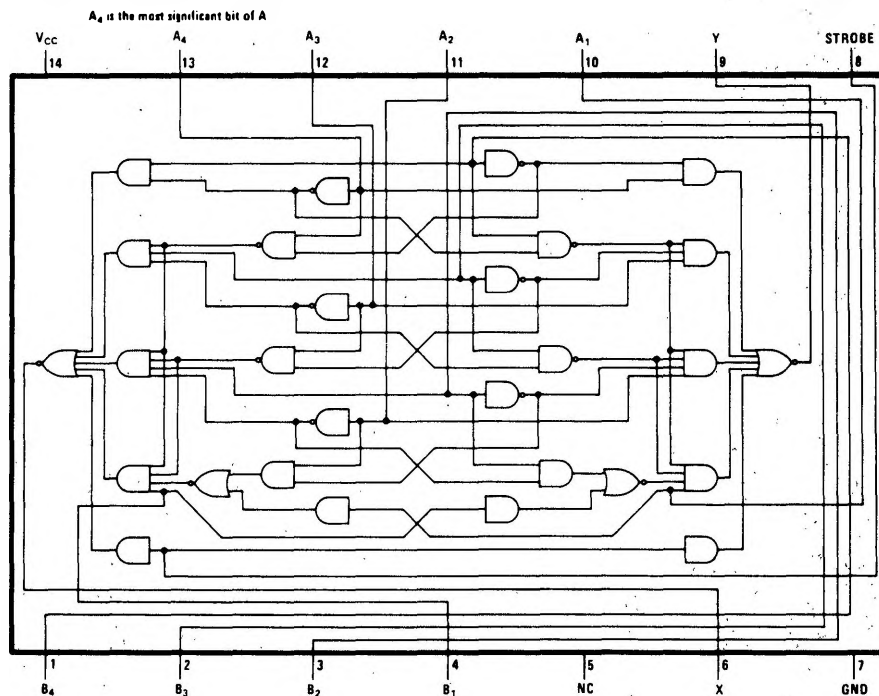 A4 is the most significant bit of A
VCC A4 A3 A2 A1 Y STROBE
14 13 12 11 10 9 8
1 2 3 4 5 6 7
B4 B3 B2 B1 NC X GND